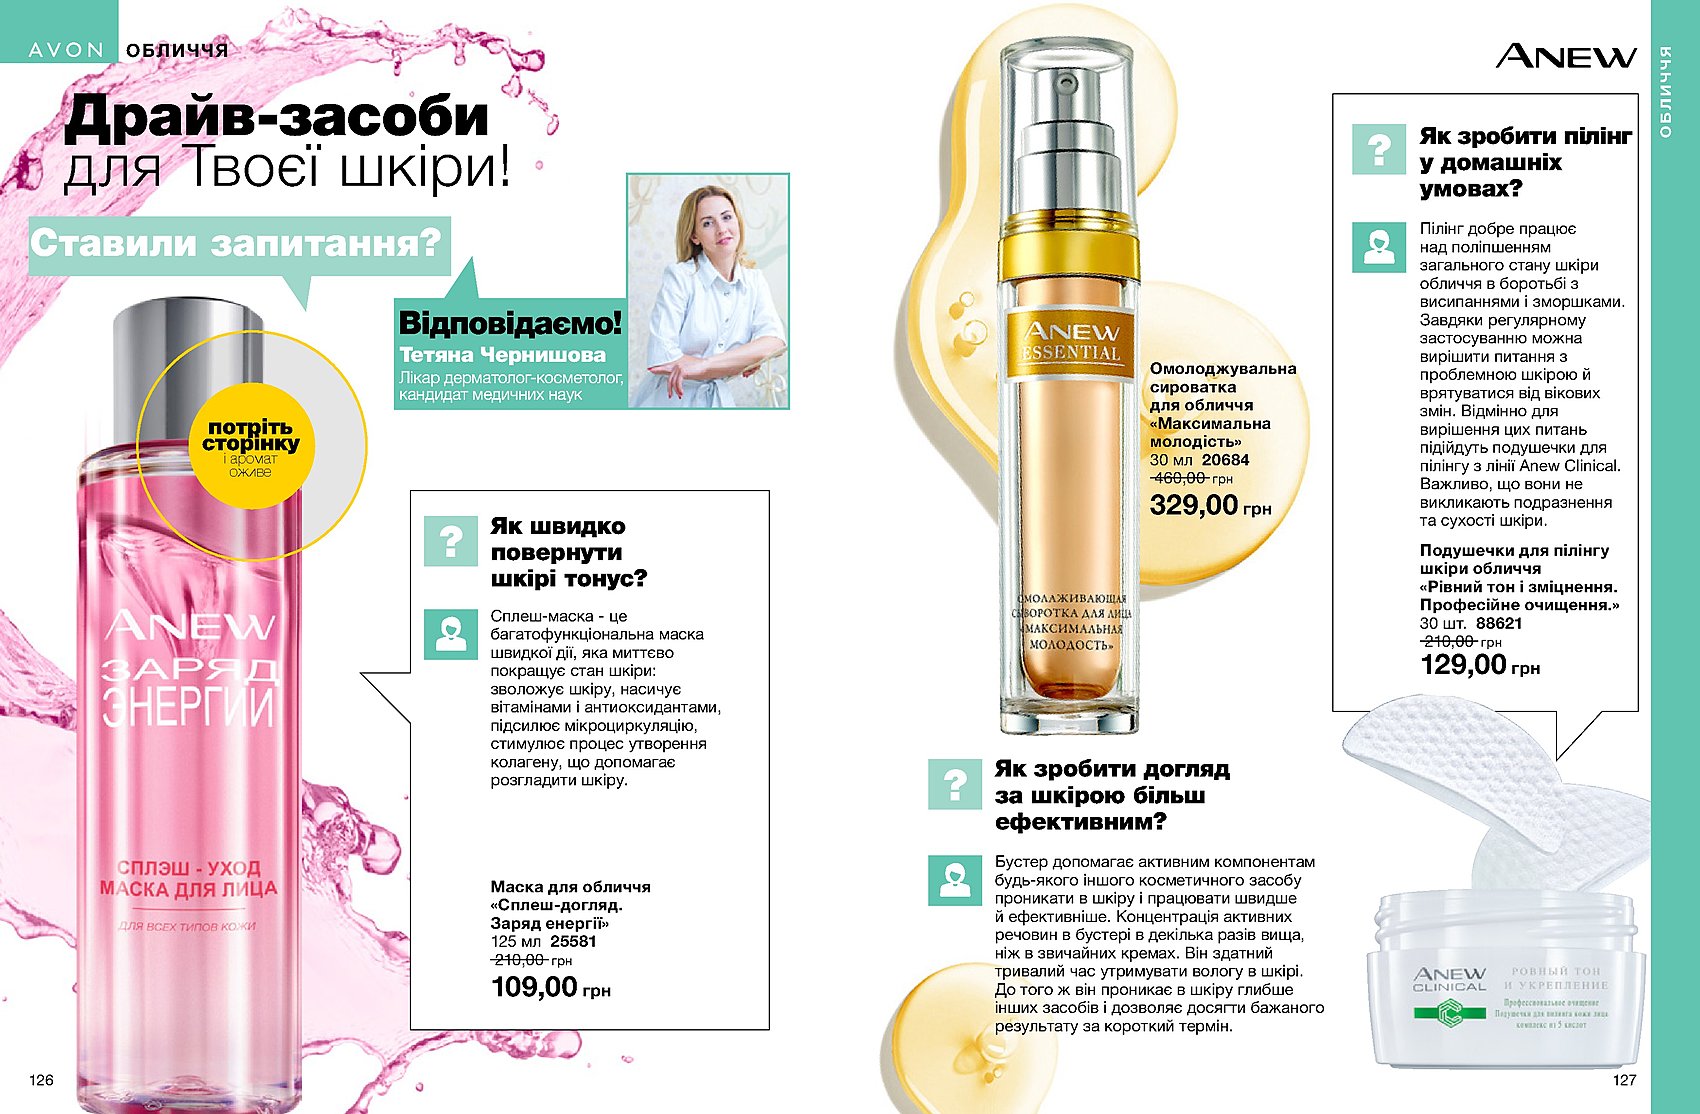 AVON ОБЛИЧЧЯ
Драйв-засоби
для Твоєї шкіри!
Ставили запитання?
Відповідаємо!
Тетяна Чернишова
Лікар дерматолог-косметолог,
кандидат медичних наук
потріть
сторінку
і аромат
оживе
ANEW
ЗАРЯД
ЭНЕРГИИ
СПЛЭШ - УХОД
МАСКА ДЛЯ ЛИЦА
ДЛЯ ВСЕХ ТИПОВ КОЖИ
?
Як швидко
повернути
шкірі тонус?
Сплеш-маска - це
багатофункціональна маска
швидкої дії, яка миттєво
покращує стан шкіри:
зволожує шкіру, насичує
вітамінами і антиоксидантами,
підсилює мікроциркуляцію,
стимулює процес утворення
колагену, що допомагає
розгладити шкіру.
Маска для обличчя
«Сплеш-догляд.
Заряд енергії»
125 мл 25581
210,00 грн
109,00 грн
126
ANEW
ESSENTIAL
ОМОЛАЖИВАЮЩАЯ
СЫВОРОТКА ДЛЯ ЛИЦА
«МАКСИМАЛЬНАЯ
МОЛОДОСТЬ»
Омолоджувальна
сироватка
для обличчя
«Максимальна
молодість»
30 мл 20684
460,00 грн
329,00 грн
?
Як зробити догляд
за шкірою більш
ефективним?
Бустер допомагає активним компонентам
будь-якого іншого косметичного засобу
проникати в шкіру і працювати швидше
й ефективніше. Концентрація активних
речовин в бустері в декілька разів вища,
ніж в звичайних кремах. Він здатний
тривалий час утримувати вологу в шкірі.
До того ж він проникає в шкіру глибше
інших засобів і дозволяє досягти бажаного
результату за короткий термін.
ANEW
ОБЛИЧЧЯ
?
Як зробити пілінг
у домашніх
умовах?
Пілінг добре працює
над поліпшенням
загального стану шкіри
обличчя в боротьбі з
висипаннями і зморшками.
Завдяки регулярному
застосуванню можна
вирішити питання з
проблемною шкірою й
врятуватися від вікових
змін. Відмінно для
вирішення цих питань
підійдуть подушечки для
пілінгу з лінії Anew Clinical.
Важливо, що вони не
викликають подразнення
та сухості шкіри.
Подушечки для пілінгу
шкіри обличчя
«Рівний тон і зміцнення.
Професійне очищення.»
30 шт. 88621
210,00 грн
129,00 грн
ANEW
CLINICAL
РОВНЫЙ ТОН
И УКРЕПЛЕНИЕ
Профессиональное очищение
Подушечки для пилинга кожи лица
комплекс из 5 кислот
127